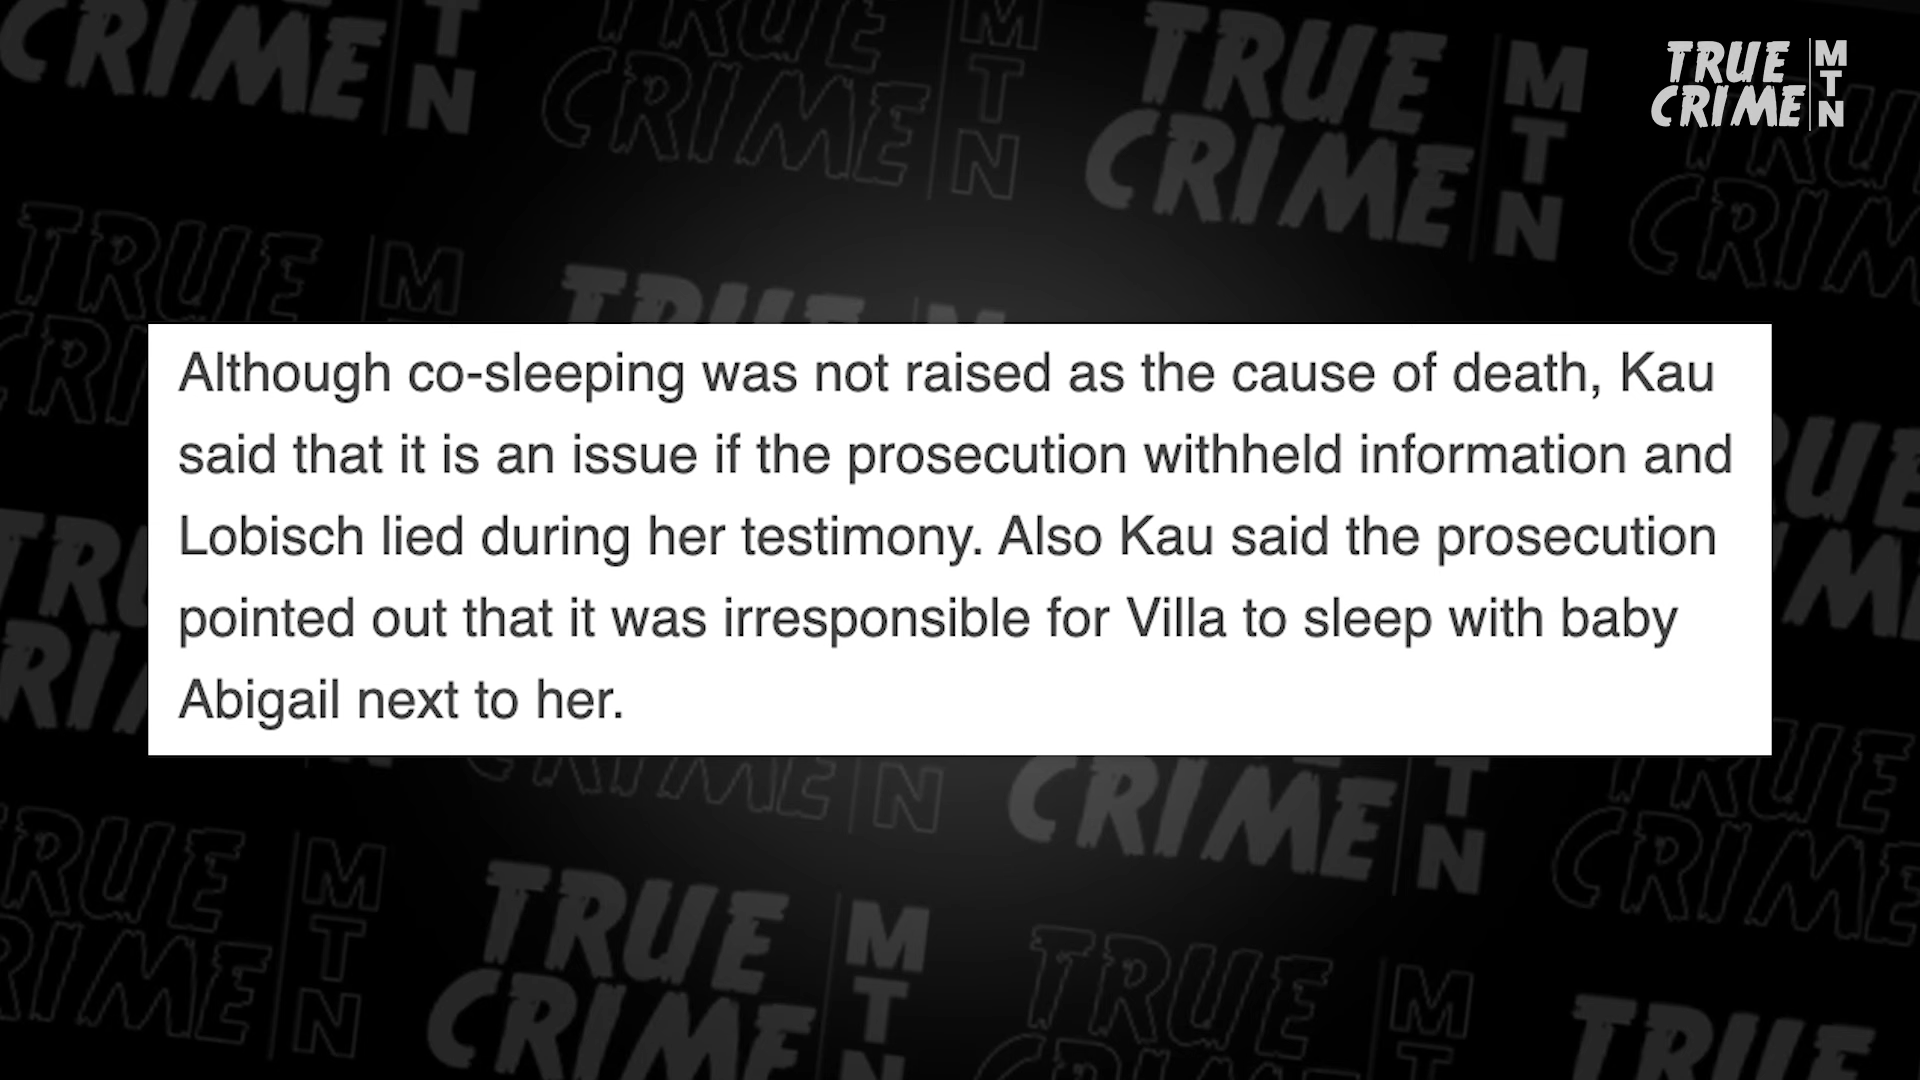 TRUE
CRIME
MTN
Although co-sleeping was not raised as the cause of death, Kau
said that it is an issue if the prosecution withheld information and
Lobisch lied during her testimony. Also Kau said the prosecution
pointed out that it was irresponsible for Villa to sleep with baby
Abigail next to her.